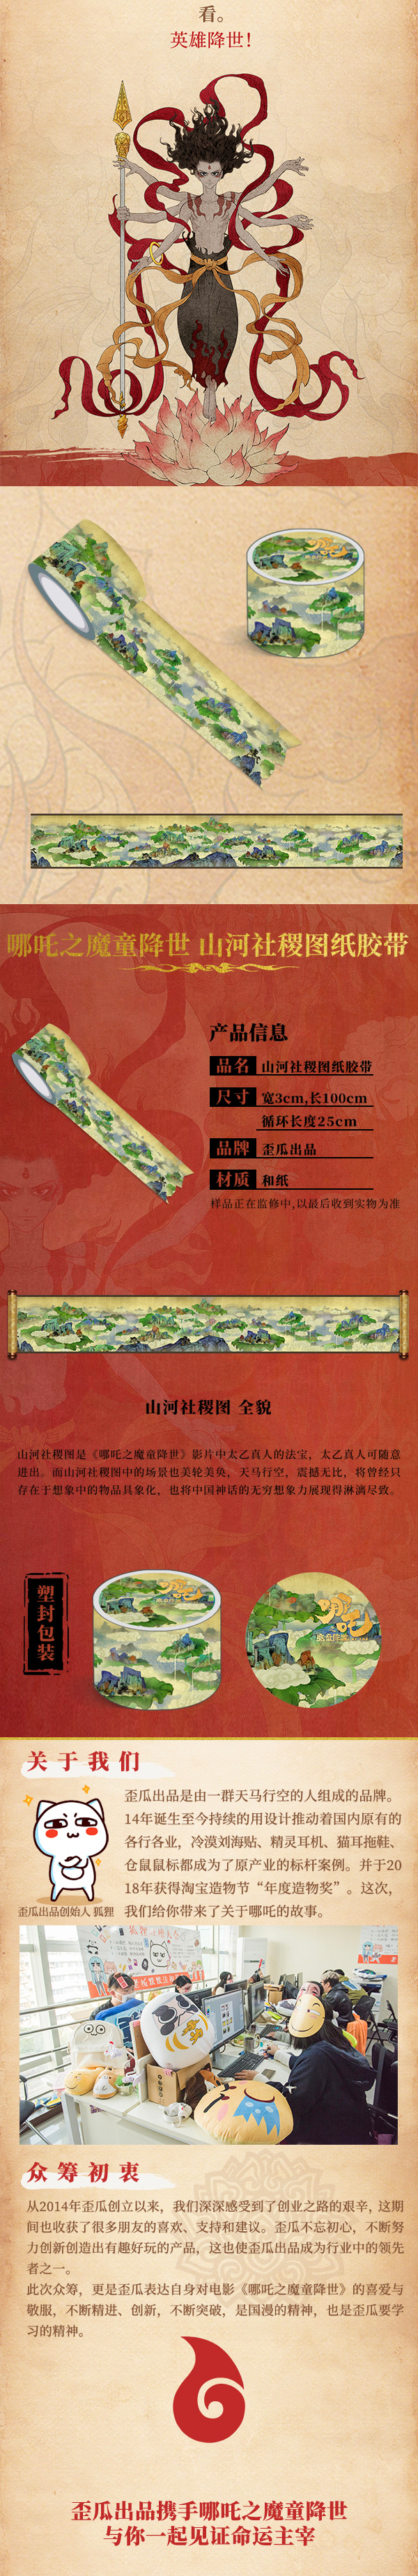 看。
英雄降世！
哪吒之魔童降世 山河社稷图纸胶带
产品信息
品名 山河社稷图纸胶带
尺寸 宽3cm,长100cm
循环长度25cm
品牌 歪瓜出品
材质 和纸
样品正在监修中,以最后收到实物为准
山河社稷图 全貌
山河社稷图是《哪吒之魔童降世》影片中太乙真人的法宝，太乙真人可随意
进出。而山河社稷图中的场景也美轮美奂，天马行空，震撼无比，将曾经只
存在于想象中的物品具象化，也将中国神话的无穷想象力展现得淋漓尽致。
塑封包装
哪吒
魔童降世
关于我们
歪瓜出品是由一群天马行空的人组成的品牌。
14年诞生至今持续的用设计推动着国内原有的
各行各业，冷漠刘海贴、精灵耳机、猫耳拖鞋、
仓鼠鼠标都成为了原产业的标杆案例。并于20
18年获得淘宝造物节“年度造物奖”。这次，
我们给你带来了关于哪吒的故事。
歪瓜出品创始人 狐狸
众筹初衷
从2014年歪瓜创立以来，我们深深感受到了创业之路的艰辛, 这期
间也收获了很多朋友的喜欢、支持和建议。歪瓜不忘初心，不断努
力创新创造出有趣好玩的产品，这也使歪瓜出品成为行业中的领先
者之一。
此次众筹，更是歪瓜表达自身对电影《哪吒之魔童降世》的喜爱与
敬服，不断精进、创新，不断突破，是国漫的精神，也是歪瓜要学
习的精神。
歪瓜出品携手哪吒之魔童降世
与你一起见证命运主宰